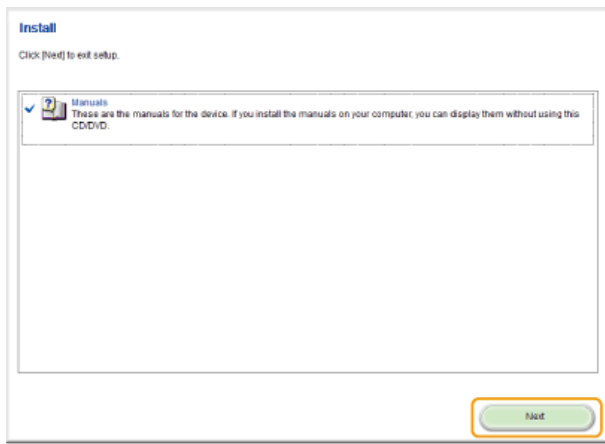 Install
Click [Next] to exit setup.
Manuals
These are the manuals for the device. If you install the manuals on your computer, you can display them without using this
CD/DVD.
Next